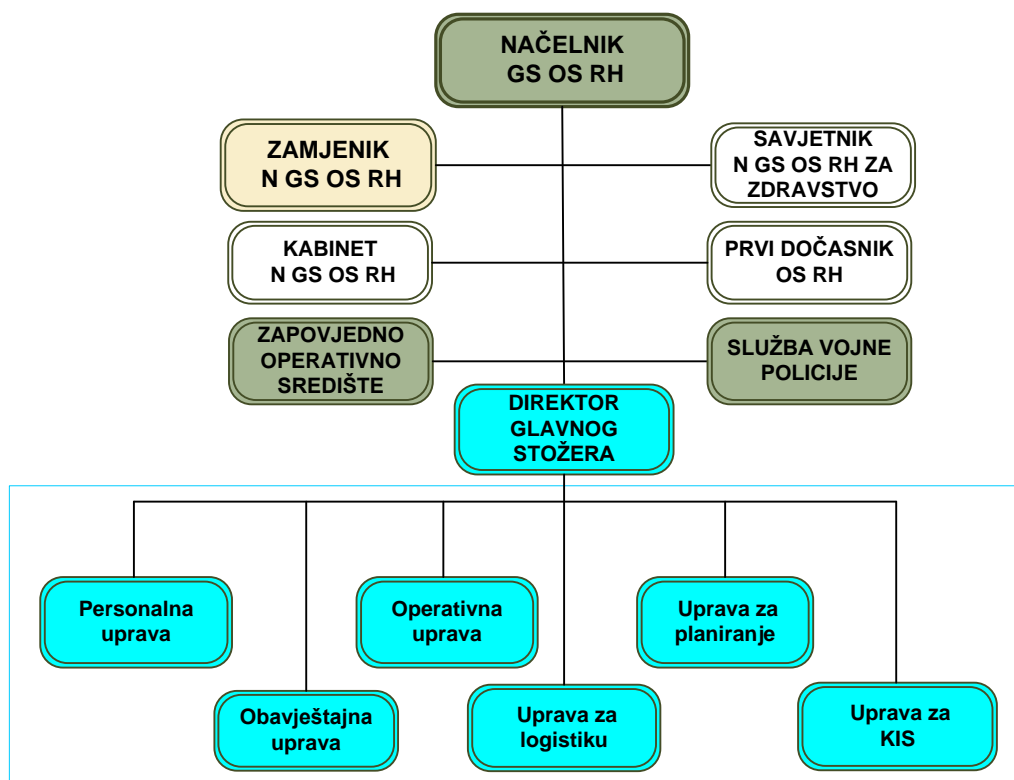 NAČELNIK
GS OS RH
ZAMJENIK
N GS OS RH
SAVJETNIK
N GS OS RH ZA
ZDRAVSTVO
KABINET
N GS OS RH
PRVI DOČASNIK
OS RH
ZAPOVJEDNO
OPERATIVNO
SREDIŠTE
SLUŽBA VOJNE
POLICIJE
DIREKTOR
GLAVNOG
STOŽERA
Personalna
uprava
Operativna
uprava
Uprava za
planiranje
Obavještajna
uprava
Uprava za
logistiku
Uprava za
KIS